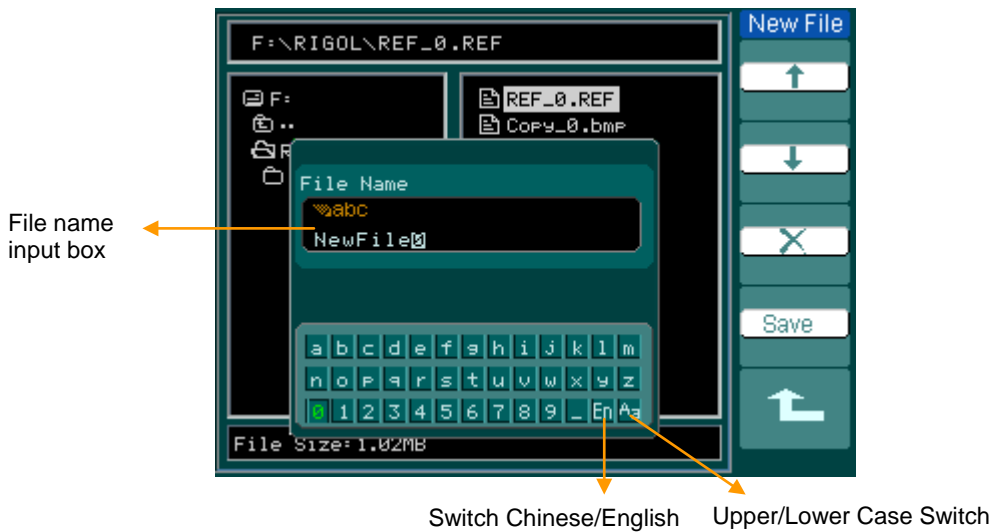 New File
F:\RIGOL\REF_0.REF
F:
REF_0.REF
..
Copy_0.bmp
R
File Name
abc
File name
input box
NewFile0
Save
a b c d e f g h i j k l m
n o p q r s t u v w x y z
0 1 2 3 4 5 6 7 8 9 _ En Aa
File Size:1.02MB
Switch Chinese/English
Upper/Lower Case Switch